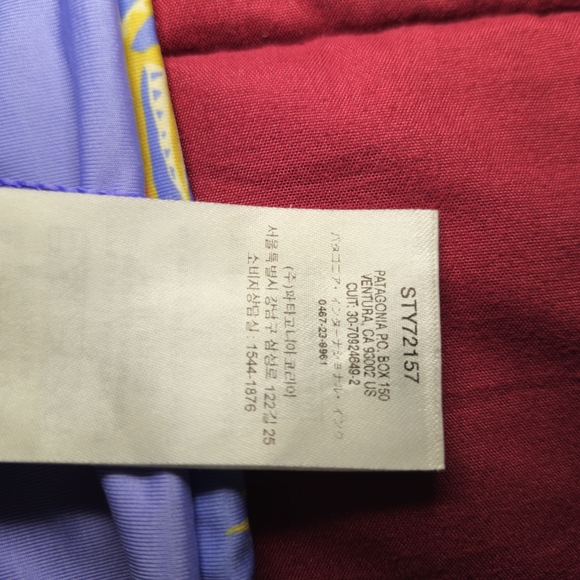 STY72157
PATAGONIA P.O. BOX 150
VENTURA, CA 93002 US
CUIT: 30-70924649-2
パタゴニア・インターナショナル・インク
0467-23-8961
(주)파타고니아코리아
서울특별시 강남구 삼성로 122길 25
소비자상담실 : 1544-1876